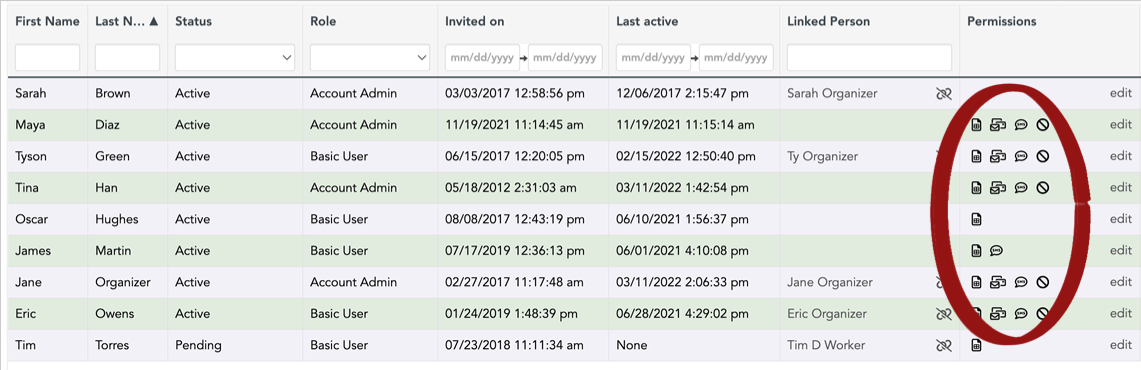 First Name Last N... ▲ Status Role Invited on Last active Linked Person Permissions
mm/dd/yyyy → mm/dd/yyyy mm/dd/yyyy → mm/dd/yyyy
Sarah Brown Active Account Admin 03/03/2017 12:58:56 pm 12/06/2017 2:15:47 pm Sarah Organizer edit
Maya Diaz Active Account Admin 11/19/2021 11:14:45 am 11/19/2021 11:15:14 am edit
Tyson Green Active Basic User 06/15/2017 12:20:05 pm 02/15/2022 12:50:40 pm Ty Organizer edit
Tina Han Active Account Admin 05/18/2012 2:31:03 am 03/11/2022 1:42:54 pm edit
Oscar Hughes Active Basic User 08/08/2017 12:43:19 pm 06/10/2021 1:56:37 pm edit
James Martin Active Basic User 07/17/2019 12:36:13 pm 06/01/2021 4:10:08 pm edit
Jane Organizer Active Account Admin 02/27/2017 11:17:48 am 03/11/2022 2:06:33 pm Jane Organizer edit
Eric Owens Active Basic User 01/24/2019 1:48:39 pm 06/28/2021 4:29:02 pm Eric Organizer edit
Tim Torres Pending Basic User 07/23/2018 11:11:34 am None Tim D Worker edit